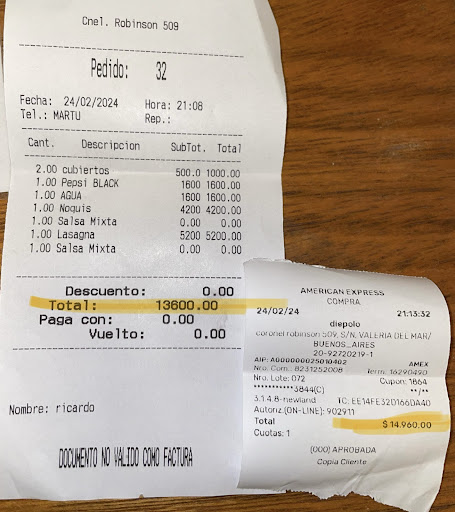 Cnel. Robinson 509
Pedido: 32
Fecha: 24/02/2024 Hora: 21:08
Tel.: MARTU Rep.:
Cant. Descripcion SubTot. Total
2.00 cubiertos 500.0 1000.00
1.00 Pepsi BLACK 1600 1600.00
1.00 AGUA 1600 1600.00
1.00 Noquis 4200 4200.00
1.00 Salsa Mixta 0.00 0.00
1.00 Lasagna 5200 5200.00
1.00 Salsa Mixta 0.00 0.00
Descuento: 0.00
Total: 13600.00
Paga con: 0.00
Vuelto: 0.00
Nombre: ricardo
DOCUMENTO NO VALIDO COMO FACTURA
AMERICAN EXPRESS
COMPRA
24/02/24 21:13:32
diepolo
coronel robinson 509, S/N, VALERIA DEL MAR/
BUENOS_AIRES
20-92720219-1
AIP: A000000025010402 AMEX
Nro. Com.: 8231252008 Term: 16290490
Nro. Lote: 072 Cupon: 1864
***********3844(C) **/**
3.1.4.8-newland TC: EE14FE32D166DA40
Autoriz (ON-LINE): 902911
Total $ 14.960,00
Cuotas: 1
(000) APROBADA
Copia Cliente